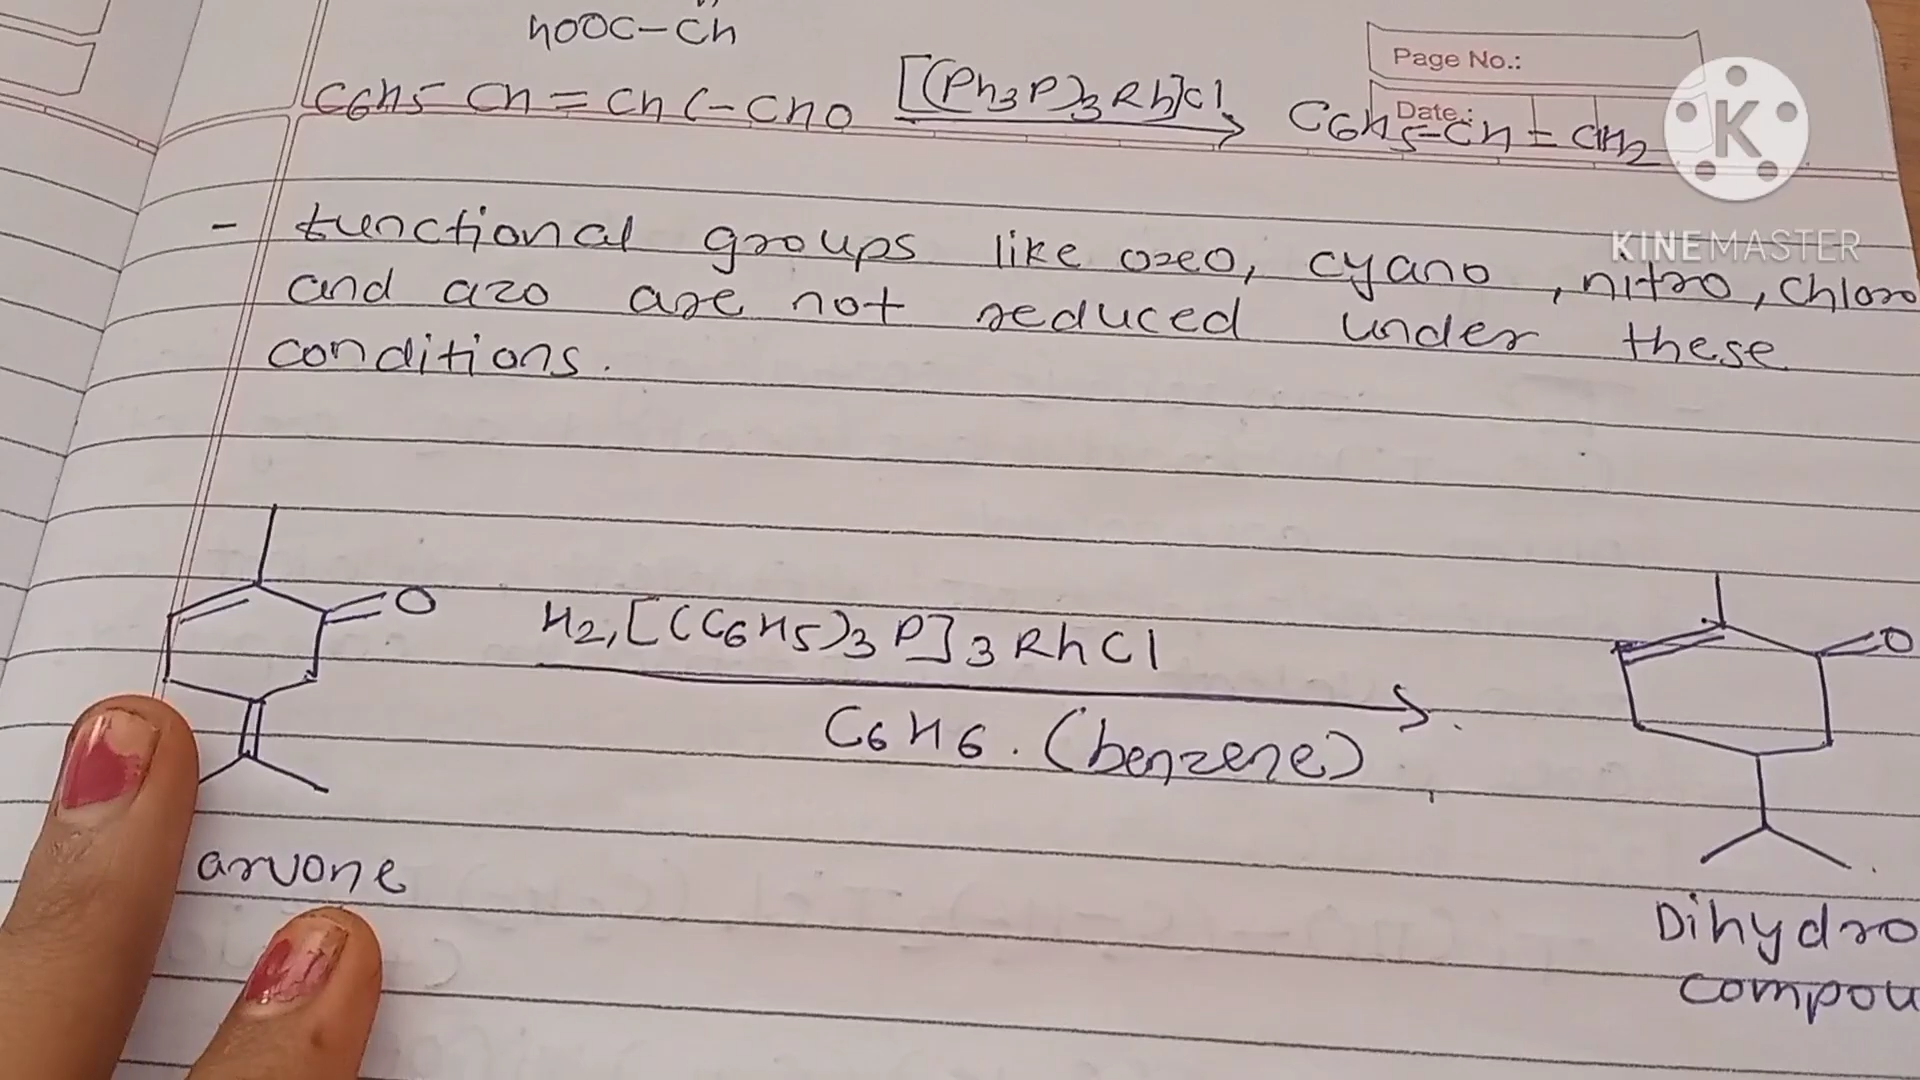 hOOC-Ch
C6H5-CH=CH(-CHO [(Ph3P)3Rh]Cl C6H5-CH=CH2
Page No.:
Date.:
K
KINEMASTER
- functional groups like oxo, cyano, nitro, chloro
and azo are not reduced under these
conditions.
O
H2,[(C6H5)3P]3RhCl
O
C6H6. (benzene)
arvone
Dihydro
compou